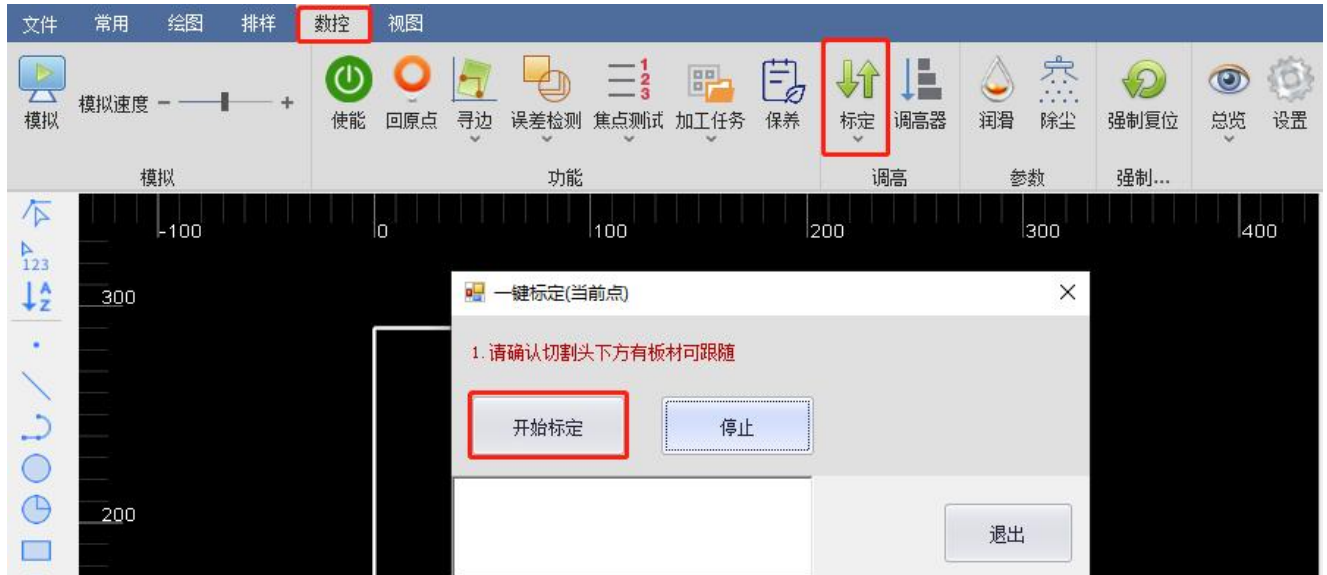 文件 常用 绘图 排样 数控 视图
模拟 模拟速度 使能 回原点 寻边 误差检测 焦点测试 加工任务 保养 标定 调高器 润滑 除尘 强制复位 总览 设置
1
2
3
模拟 功能 调高 参数 强制...
-100 0 100 200 300 400
123
A
Z
300
一键标定(当前点)
1.请确认切割头下方有板材可跟随
开始标定 停止
200
退出